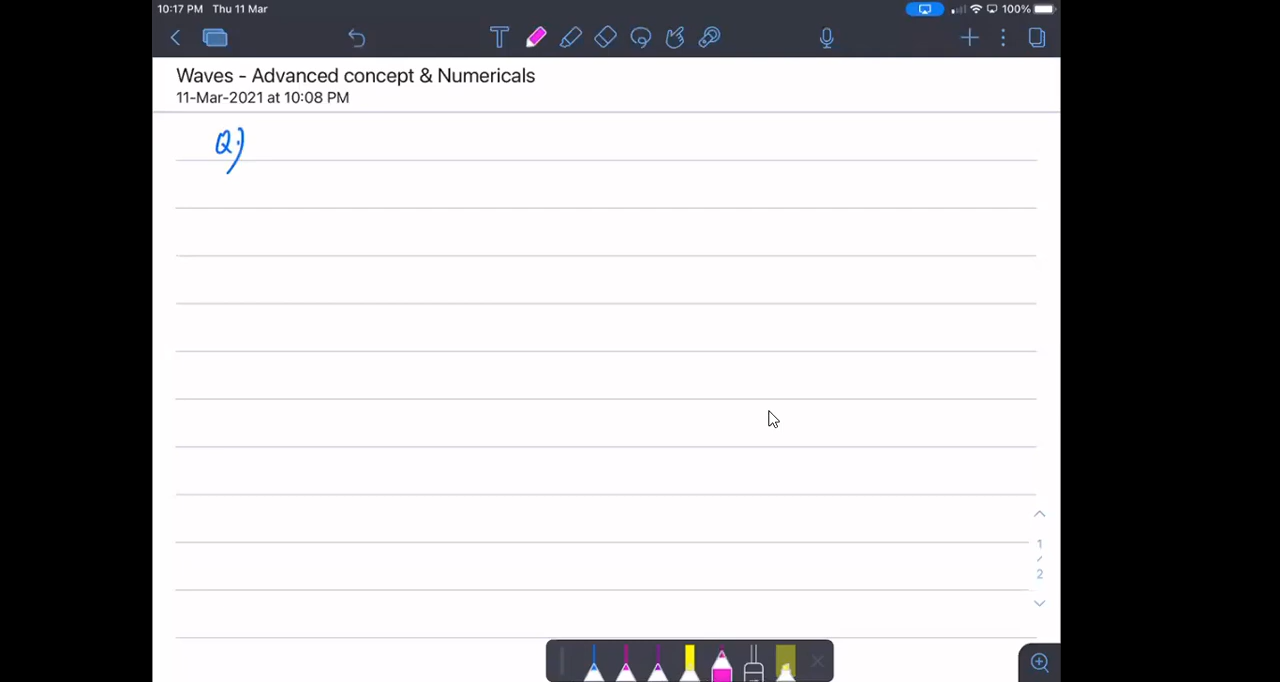 10:17 PM Thu 11 Mar 100%
T
Waves - Advanced concept & Numericals
11-Mar-2021 at 10:08 PM
Q.)
1
/
2